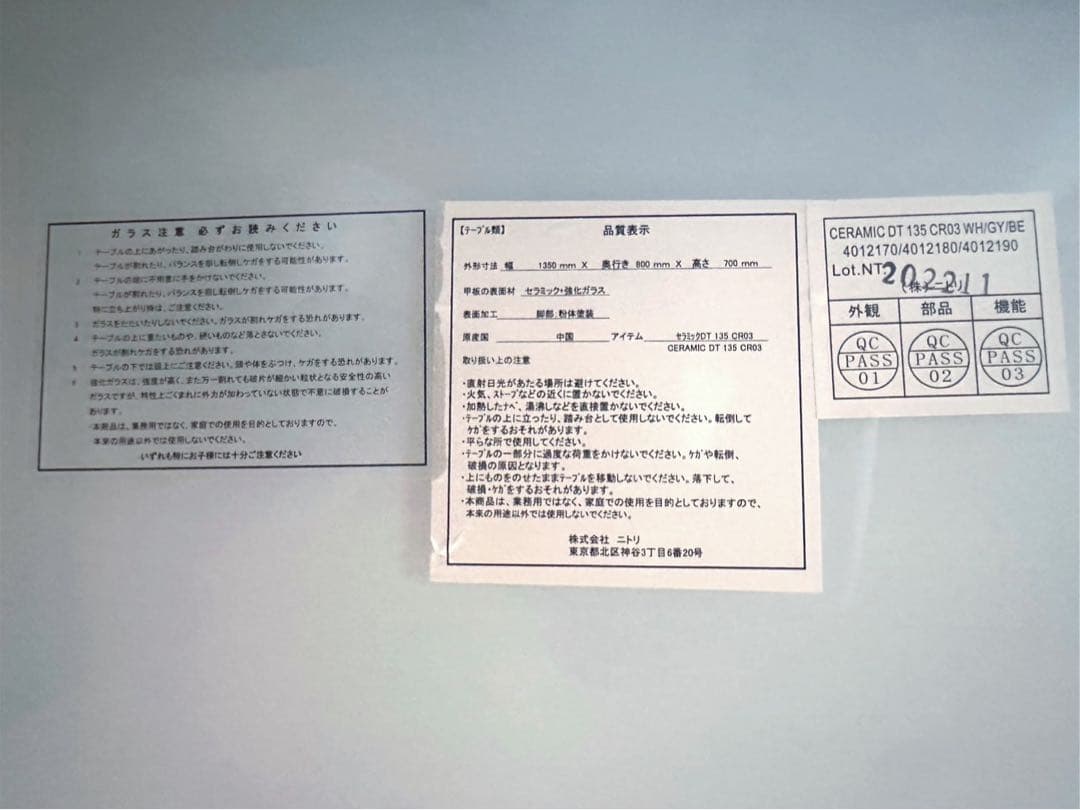 ガラス注意 必ずお読みください
1 テーブルの上にあがったり、踏み台がわりに使用しないでください。
テーブルが割れたり、バランスを崩し転倒しケガをする可能性があります。
2 テーブルの端に不用意に手をかけないでください。
テーブルが割れたり、バランスを崩し転倒しケガをする可能性があります。
特に立ち上がり時は、ご注意ください。
3 ガラスをたたいたりしないでください。ガラスが割れケガをする恐れがあります。
4 テーブルの上に重たいものや、硬いものなど落とさないでください。
ガラスが割れケガをする恐れがあります。
5 テーブルの下では頭上にご注意ください。頭や体をぶつけ、ケガをする恐れがあります。
6 強化ガラスは、強度が高く、また万一割れても破片が細かい粒状となる安全性の高い
ガラスですが、特性上ごくまれに外力が加わっていない状態で不意に破損することが
あります。
本商品は、業務用ではなく、家庭での使用を目的としておりますので、
本来の用途以外では使用しないでください。
いずれも特にお子様には十分ご注意ください
【テーブル類】 品質表示
外形寸法 幅 1350 mm X 奥行き 800 mm X 高さ 700 mm
甲板の表面材 セラミック+強化ガラス
表面加工 脚部:粉体塗装
原産国 中国 アイテム セラミックDT 135 CR03
CERAMIC DT 135 CR03
取り扱い上の注意
・直射日光があたる場所は避けてください。
・火気、ストーブなどの近くに置かないでください。
・加熱したナベ、湯沸しなどを直接置かないでください。
・テーブルの上に立ったり、踏み台として使用しないでください。転倒して
ケガをするおそれがあります。
・平らな所で使用してください。
・テーブルの一部分に過度な荷重をかけないでください。ケガや転倒、
破損の原因となります。
・上にものをのせたままテーブルを移動しないでください。落下して、
破損・ケガをするおそれがあります。
・本商品は、業務用ではなく、家庭での使用を目的としておりますので、
本来の用途以外では使用しないでください。
株式会社 ニトリ
東京都北区神谷3丁目6番20号
CERAMIC DT 135 CR03 WH/GY/BE
4012170/4012180/4012190
Lot.NT 202211
(株)ニトリ
外観 部品 機能
QC QC QC
PASS PASS PASS
01 02 03